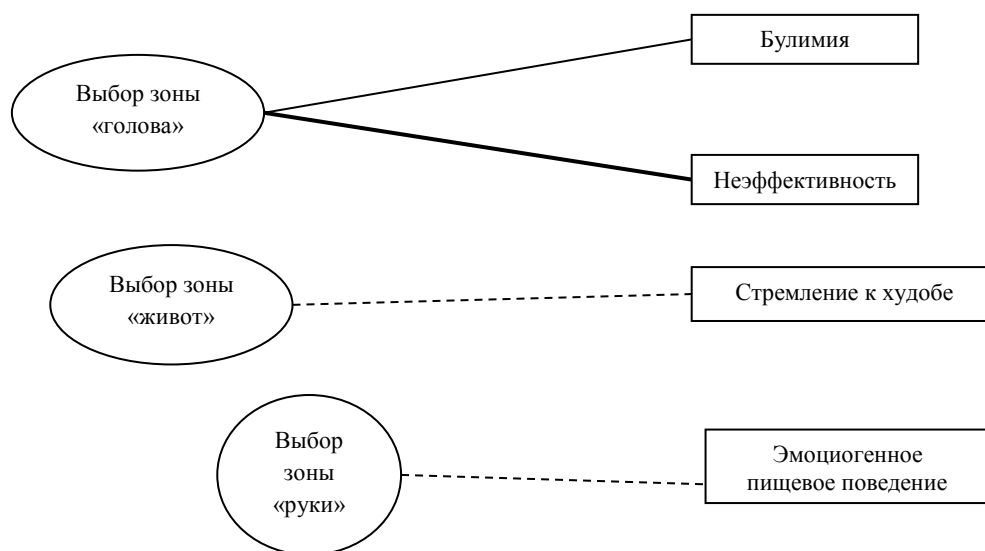 Выбор зоны
«голова»
Булимия
Неэффективность
Выбор зоны
«живот»
Стремление к худобе
Выбор
зоны
«руки»
Эмоциогенное
пищевое поведение